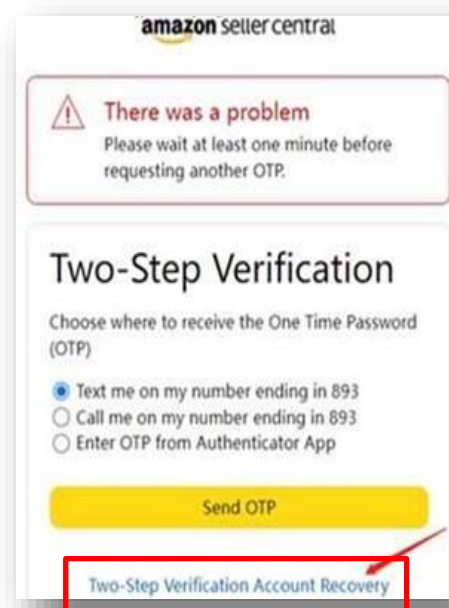 amazon seller central
There was a problem
Please wait at least one minute before
requesting another OTP.
Two-Step Verification
Choose where to receive the One Time Password
(OTP)
Text me on my number ending in 893
Call me on my number ending in 893
Enter OTP from Authenticator App
Send OTP
Two-Step Verification Account Recovery